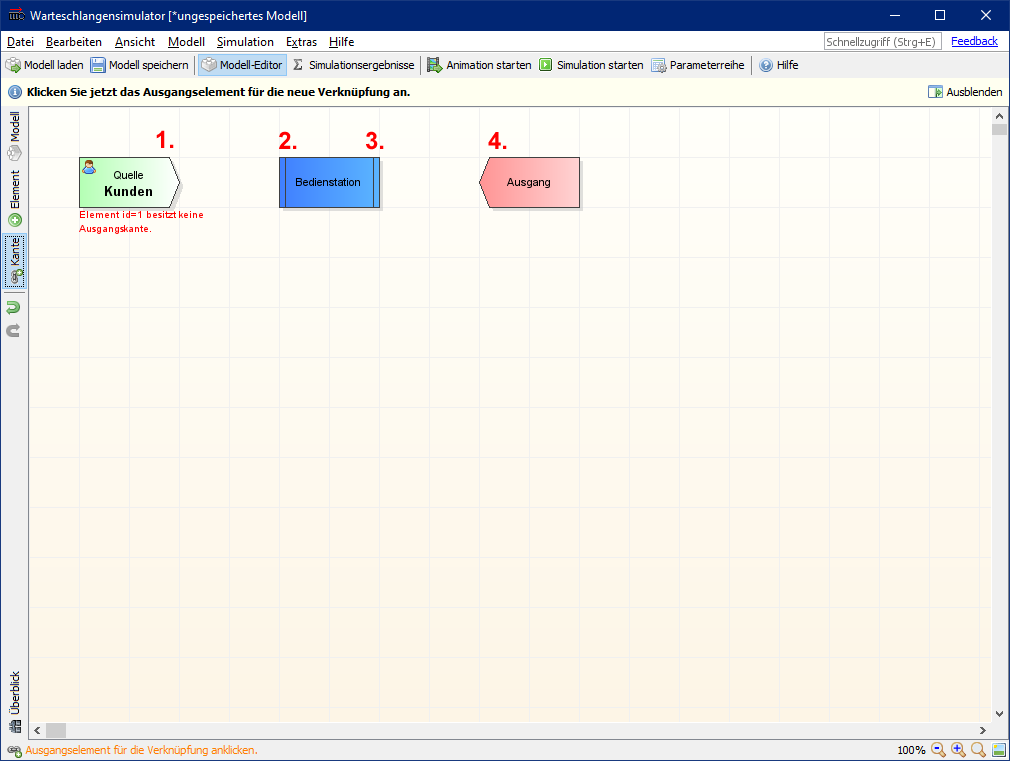 Warteschlangensimulator [*ungespeichertes Modell]
Datei Bearbeiten Ansicht Modell Simulation Extras Hilfe Schnellzugriff (Strg+E) Feedback
Modell laden Modell speichern Modell-Editor Σ Simulationsergebnisse Animation starten Simulation starten Parameterreihe Hilfe
Klicken Sie jetzt das Ausgangselement für die neue Verknüpfung an. Ausblenden
Modell
Element
Kante
Überblick
1. 2. 3. 4.
Quelle
Kunden
Bedienstation
Ausgang
Element id=1 besitzt keine
Ausgangskante.
Ausgangselement für die Verknüpfung anklicken. 100%